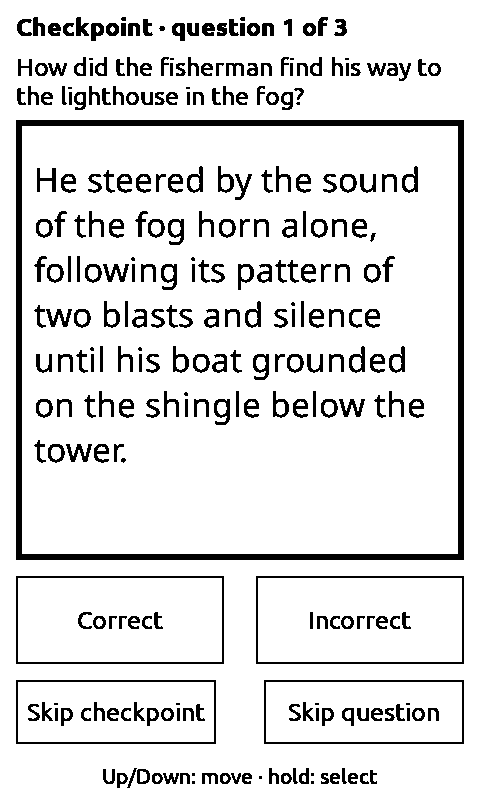 Checkpoint · question 1 of 3
How did the fisherman find his way to
the lighthouse in the fog?
He steered by the sound
of the fog horn alone,
following its pattern of
two blasts and silence
until his boat grounded
on the shingle below the
tower.
Correct
Incorrect
Skip checkpoint
Skip question
Up/Down: move · hold: select